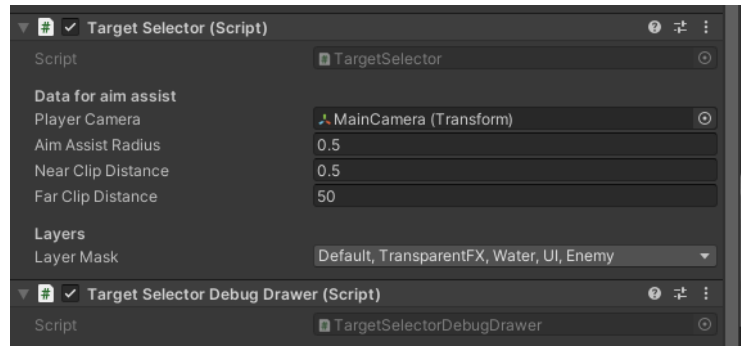 Target Selector (Script)
Script TargetSelector
Data for aim assist
Player Camera MainCamera (Transform)
Aim Assist Radius 0.5
Near Clip Distance 0.5
Far Clip Distance 50
Layers
Layer Mask Default, TransparentFX, Water, UI, Enemy
Target Selector Debug Drawer (Script)
Script TargetSelectorDebugDrawer